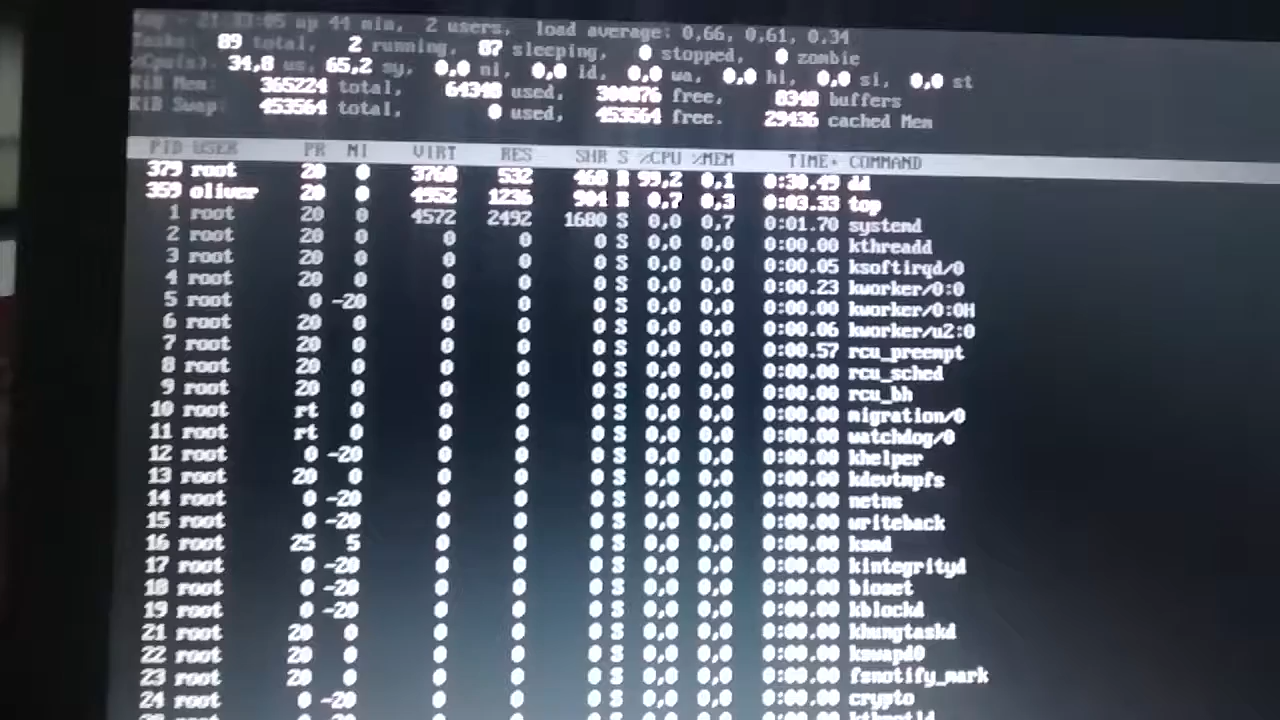 top - 21:33:05 up 44 min, 2 users, load average: 0,66, 0,61, 0.34
Tasks: 89 total, 2 running, 87 sleeping, 0 stopped, 0 zombie
%Cpu(s): 34,8 us, 65,2 sy, 0,0 ni, 0,0 id, 0,0 wa, 0,0 hi, 0,0 si, 0,0 st
KiB Mem: 365224 total, 64348 used, 300876 free, 8348 buffers
KiB Swap: 453564 total, 0 used, 453564 free. 29436 cached Mem
PID USER PR NI VIRT RES SHR S %CPU %MEM TIME+ COMMAND
379 root 20 0 3768 532 460 R 99,2 0,1 0:30.49 dd
359 oliver 20 0 4952 1236 904 R 0,7 0,3 0:03.33 top
1 root 20 0 4572 2492 1680 S 0,0 0,7 0:01.70 systemd
2 root 20 0 0 0 0 S 0,0 0,0 0:00.00 kthreadd
3 root 20 0 0 0 0 S 0,0 0,0 0:00.05 ksoftirqd/0
4 root 20 0 0 0 0 S 0,0 0,0 0:00.23 kworker/0:0
5 root 0 -20 0 0 0 S 0,0 0,0 0:00.00 kworker/0:0H
6 root 20 0 0 0 0 S 0,0 0,0 0:00.06 kworker/u2:0
7 root 20 0 0 0 0 S 0,0 0,0 0:00.57 rcu_preempt
8 root 20 0 0 0 0 S 0,0 0,0 0:00.00 rcu_sched
9 root 20 0 0 0 0 S 0,0 0,0 0:00.00 rcu_bh
10 root rt 0 0 0 0 S 0,0 0,0 0:00.00 migration/0
11 root rt 0 0 0 0 S 0,0 0,0 0:00.00 watchdog/0
12 root 0 -20 0 0 0 S 0,0 0,0 0:00.00 khelper
13 root 20 0 0 0 0 S 0,0 0,0 0:00.00 kdevtmpfs
14 root 0 -20 0 0 0 S 0,0 0,0 0:00.00 netns
15 root 0 -20 0 0 0 S 0,0 0,0 0:00.00 writeback
16 root 25 5 0 0 0 S 0,0 0,0 0:00.00 ksmd
17 root 0 -20 0 0 0 S 0,0 0,0 0:00.00 kintegrityd
18 root 0 -20 0 0 0 S 0,0 0,0 0:00.00 bioset
19 root 0 -20 0 0 0 S 0,0 0,0 0:00.00 kblockd
21 root 20 0 0 0 0 S 0,0 0,0 0:00.00 khungtaskd
22 root 20 0 0 0 0 S 0,0 0,0 0:00.00 kswapd0
23 root 20 0 0 0 0 S 0,0 0,0 0:00.00 fsnotify_mark
24 root 0 -20 0 0 0 S 0,0 0,0 0:00.00 crypto